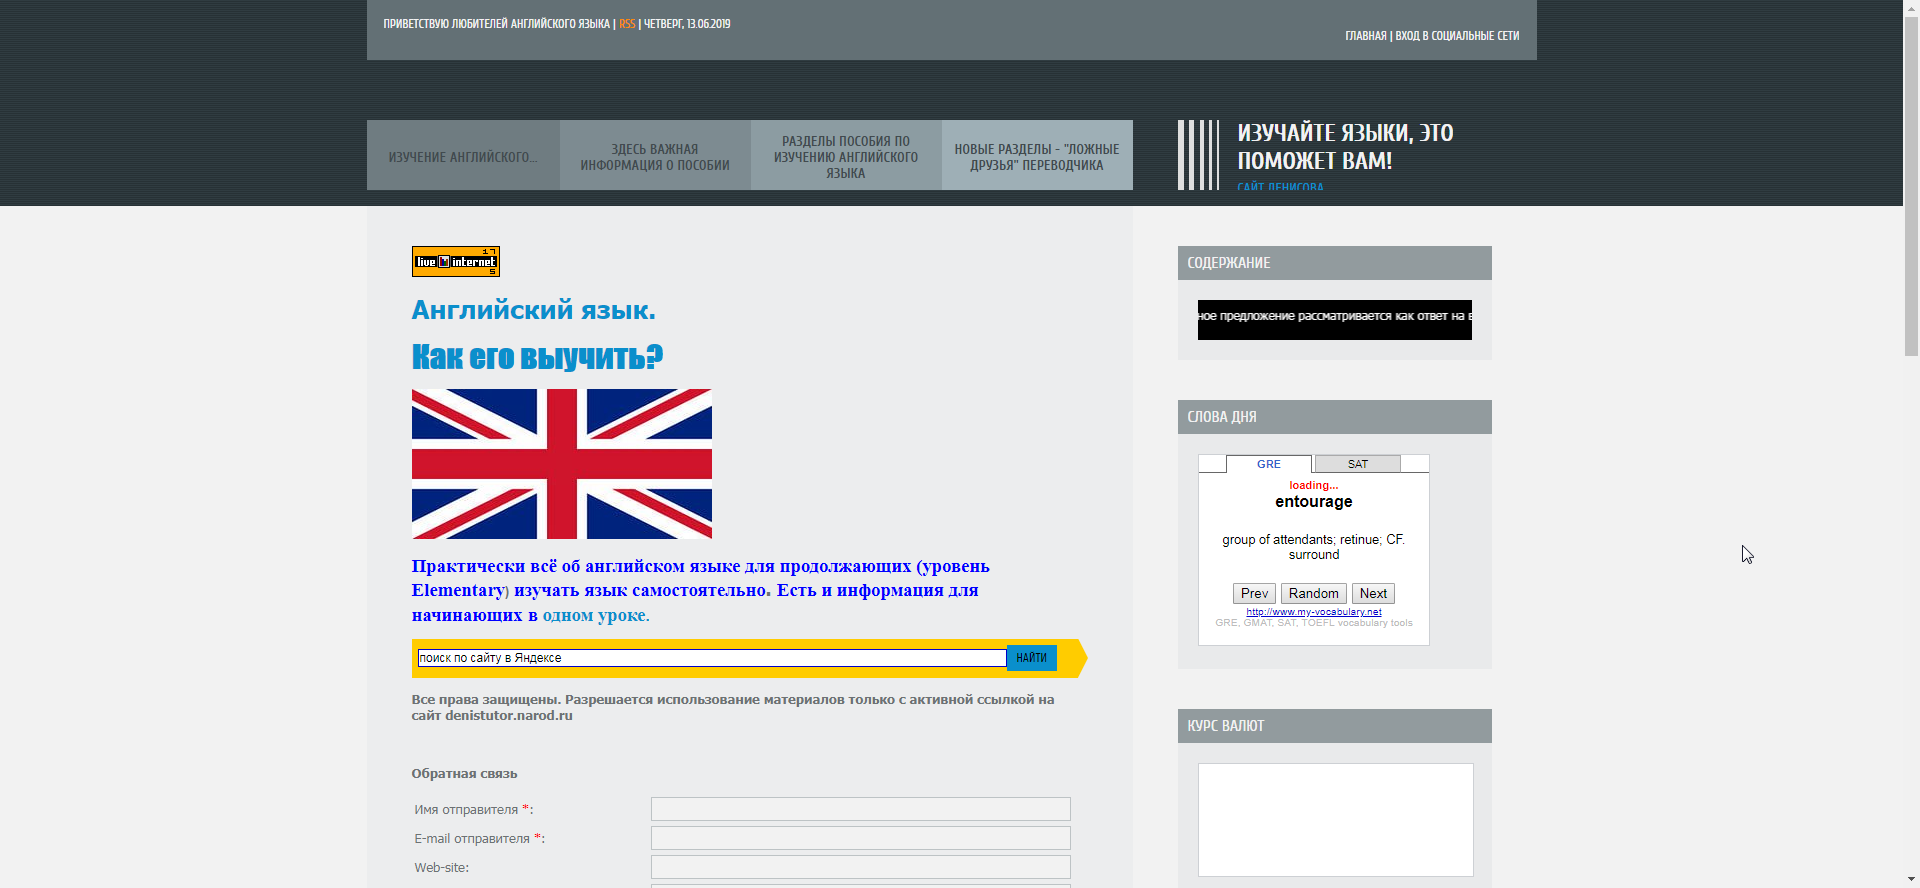 ПРИВЕТСТВУЮ ЛЮБИТЕЛЕЙ АНГЛИЙСКОГО ЯЗЫКА | RSS | ЧЕТВЕРГ, 13.06.2019
ГЛАВНАЯ | ВХОД В СОЦИАЛЬНЫЕ СЕТИ
ИЗУЧЕНИЕ АНГЛИЙСКОГО...
ЗДЕСЬ ВАЖНАЯ
ИНФОРМАЦИЯ О ПОСОБИИ
РАЗДЕЛЫ ПОСОБИЯ ПО
ИЗУЧЕНИЮ АНГЛИЙСКОГО
ЯЗЫКА
НОВЫЕ РАЗДЕЛЫ - "ЛОЖНЫЕ
ДРУЗЬЯ" ПЕРЕВОДЧИКА
ИЗУЧАЙТЕ ЯЗЫКИ, ЭТО
ПОМОЖЕТ ВАМ!
САЙТ ДЕНИСОВА
17
live internet
5
Английский язык.
Как его выучить?
Практически всё об английском языке для продолжающих (уровень
Elementary) изучать язык самостоятельно. Есть и информация для
начинающих в одном уроке.
поиск по сайту в Яндексе
НАЙТИ
Все права защищены. Разрешается использование материалов только с активной ссылкой на
сайт denistutor.narod.ru
Обратная связь
Имя отправителя *:
E-mail отправителя *:
Web-site:
СОДЕРЖАНИЕ
ное предложение рассматривается как ответ на в
СЛОВА ДНЯ
GRE
SAT
loading...
entourage
group of attendants; retinue; CF.
surround
Prev
Random
Next
http://www.my-vocabulary.net
GRE, GMAT, SAT, TOEFL vocabulary tools
КУРС ВАЛЮТ